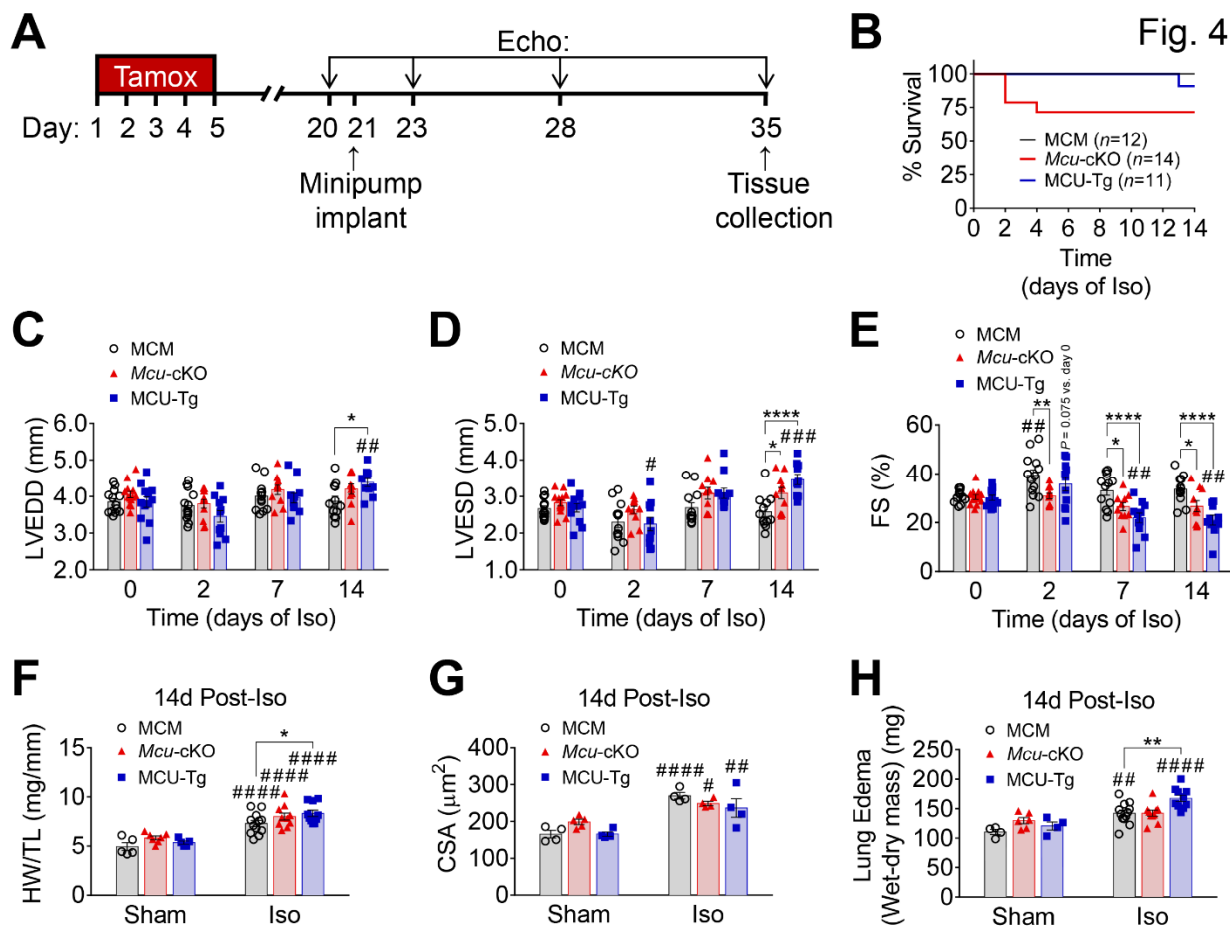 Fig. 4
A
Echo:
Tamox
Day: 1 2 3 4 5 20 21 23 28 35
Minipump
implant
Tissue
collection
B
% Survival
100
75
50
25
0
MCM (n=12)
Mcu-cKO (n=14)
MCU-Tg (n=11)
0 2 4 6 8 10 12 14
Time
(days of Iso)
C
MCM
Mcu-cKO
MCU-Tg
LVEDD (mm)
6.0
5.0
4.0
3.0
2.0
*
##
0 2 7 14
Time (days of Iso)
D
MCM
Mcu-cKO
MCU-Tg
LVESD (mm)
5.0
4.0
3.0
2.0
1.0
#
****
* ###
0 2 7 14
Time (days of Iso)
E
MCM
Mcu-cKO
MCU-Tg
FS (%)
60
40
20
0
**
##
P = 0.075 vs. day 0
****
*
##
****
*
##
0 2 7 14
Time (days of Iso)
F
14d Post-Iso
MCM
Mcu-cKO
MCU-Tg
HW/TL (mg/mm)
15
10
5
0
*
####
####
####
Sham Iso
G
14d Post-Iso
MCM
Mcu-cKO
MCU-Tg
CSA (μm²)
400
300
200
100
0
#### ##
#
Sham Iso
H
14d Post-Iso
MCM
Mcu-cKO
MCU-Tg
Lung Edema
(Wet-dry mass) (mg)
250
200
150
100
50
0
**
## ####
Sham Iso